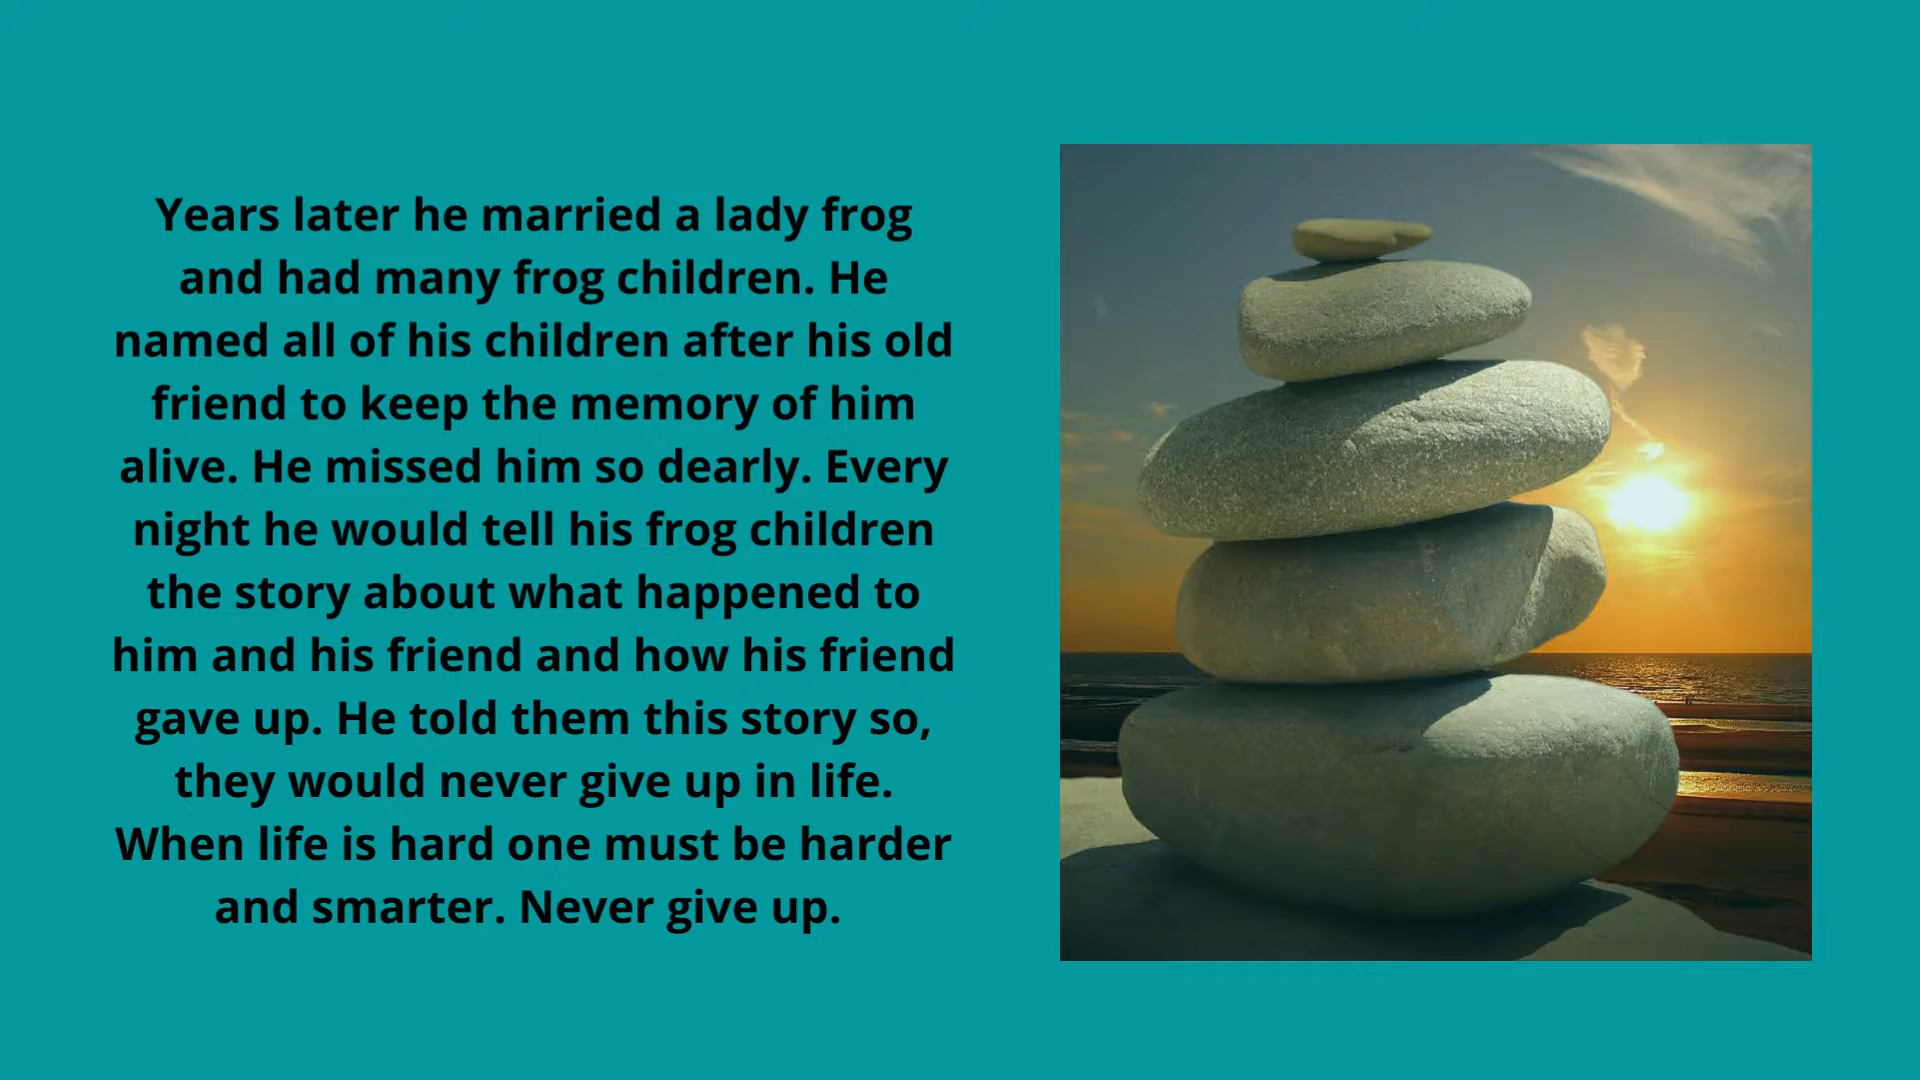 Years later he married a lady frog
and had many frog children. He
named all of his children after his old
friend to keep the memory of him
alive. He missed him so dearly. Every
night he would tell his frog children
the story about what happened to
him and his friend and how his friend
gave up. He told them this story so,
they would never give up in life.
When life is hard one must be harder
and smarter. Never give up.